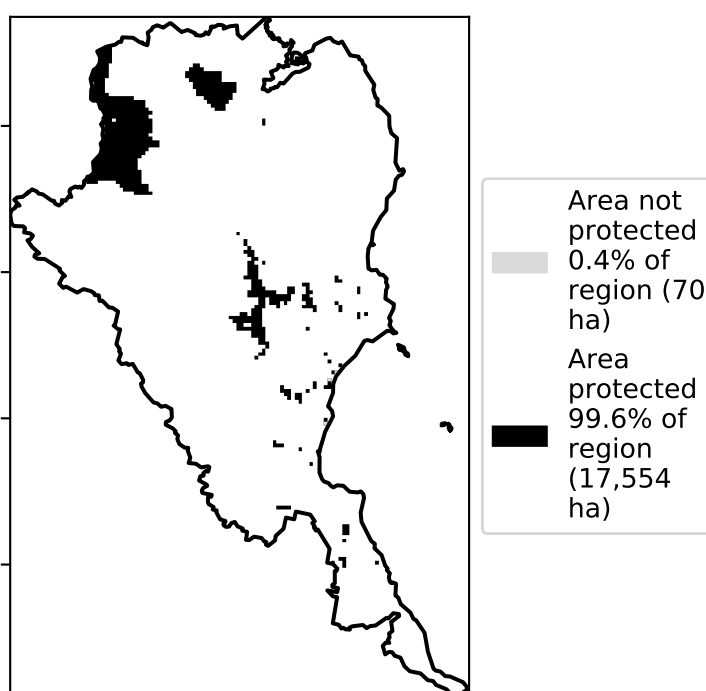 Area not
protected
0.4% of
region (70
ha)
Area
protected
99.6% of
region
(17,554
ha)